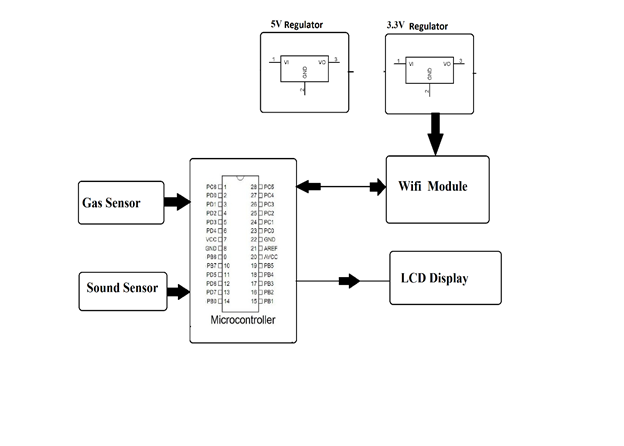 5V Regulator
3.3V Regulator
1 VI VO 3
GND
2
1 VI VO 3
GND
2
Wifi Module
Gas Sensor
Sound Sensor
LCD Display
PC6 1 28 PC5
PD0 2 27 PC4
PD1 3 26 PC3
PD2 4 25 PC2
PD3 5 24 PC1
PD4 6 23 PC0
VCC 7 22 GND
GND 8 21 AREF
PB6 9 20 AVCC
PB7 10 19 PB5
PD5 11 18 PB4
PD6 12 17 PB3
PD7 13 16 PB2
PB0 14 15 PB1
Microcontroller